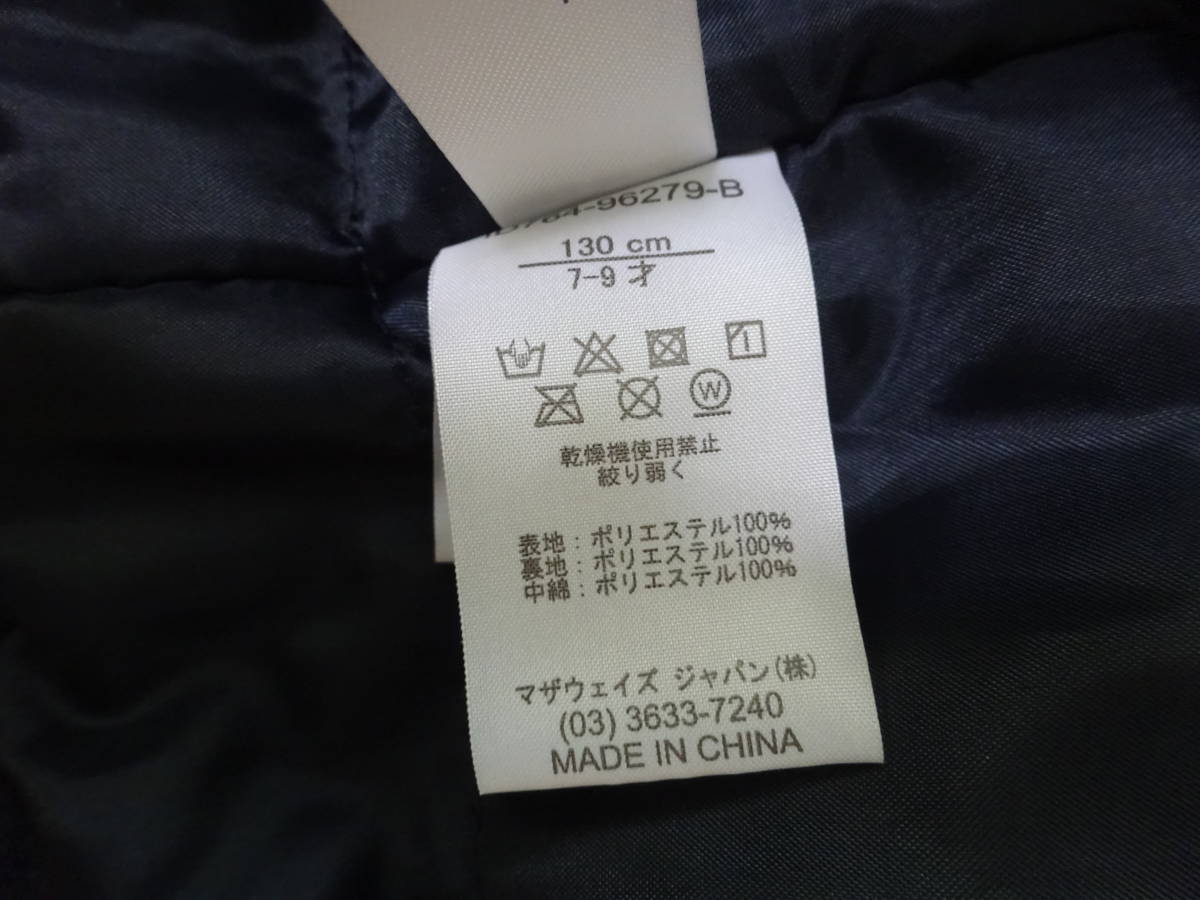 -96279-B
130 cm
7-9 才
W
乾燥機使用禁止
絞り弱く
表地：ポリエステル100%
裏地：ポリエステル100%
中綿：ポリエステル100%
マザウェイズ ジャパン(株)
(03) 3633-7240
MADE IN CHINA